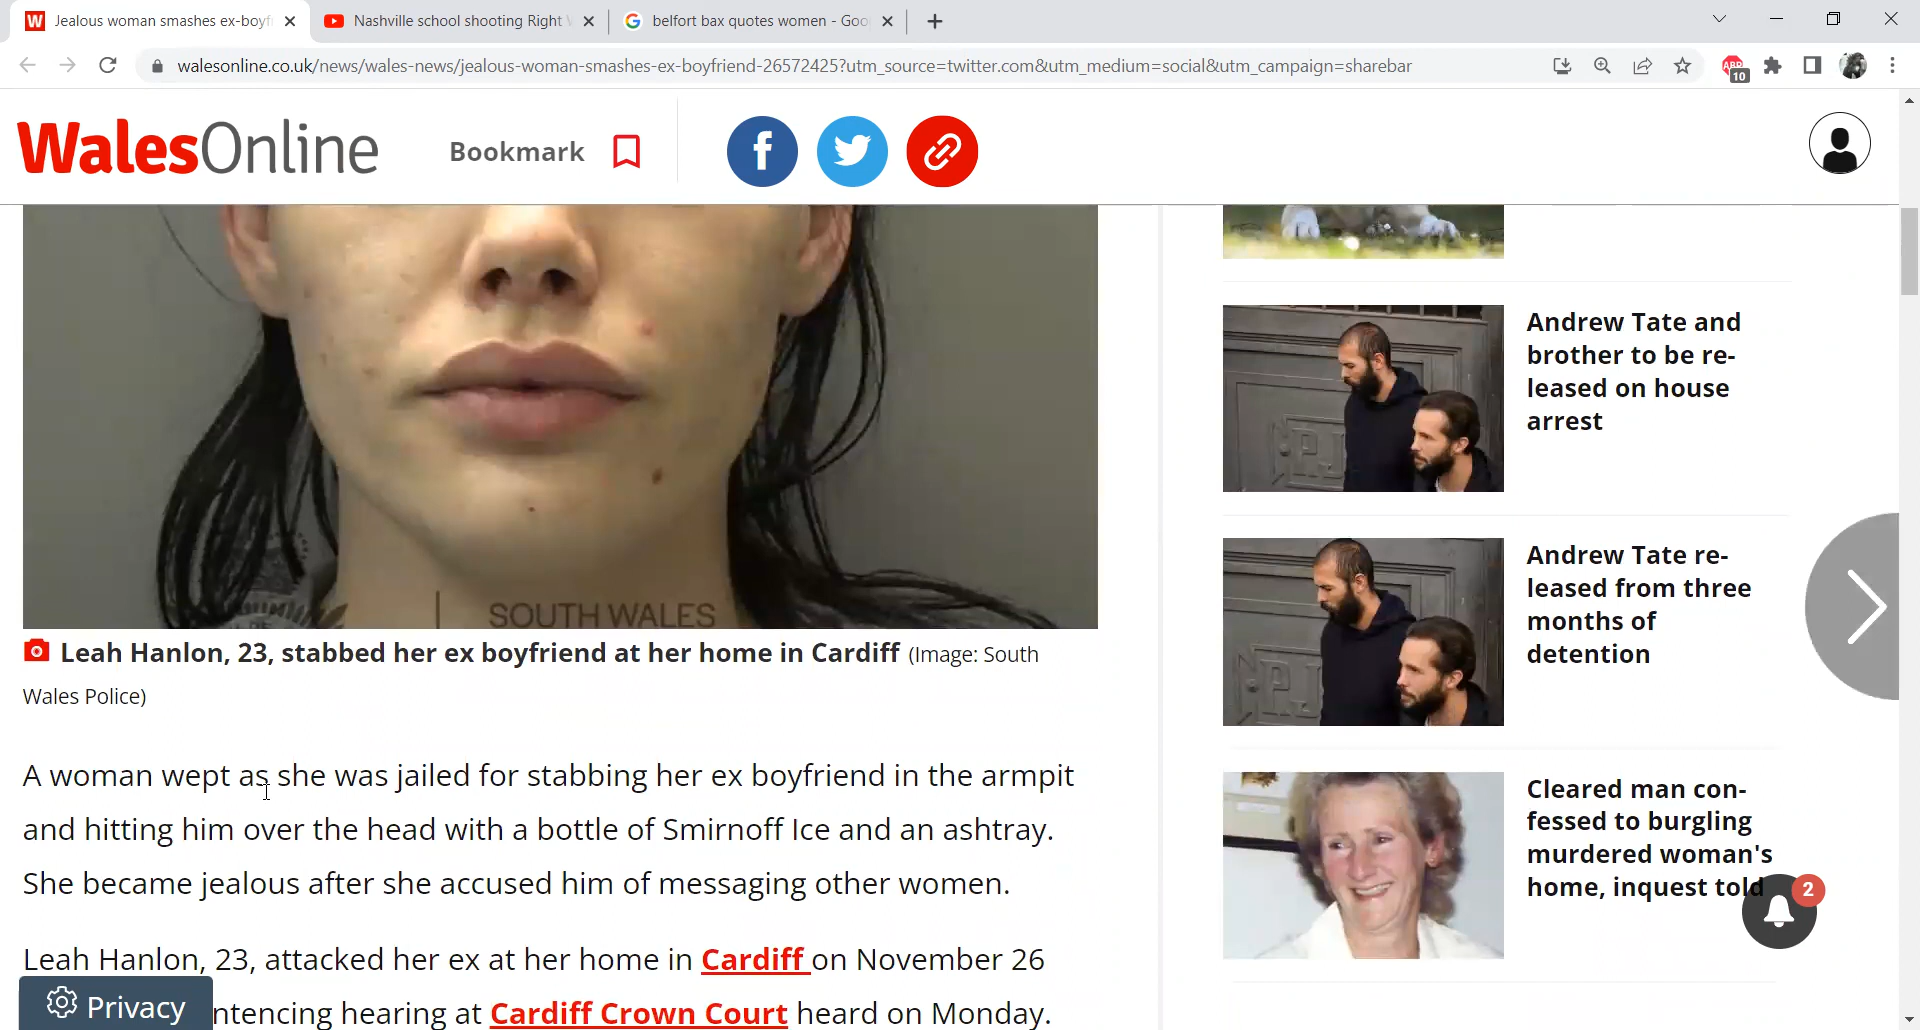 Jealous woman smashes ex-boyf
Nashville school shooting Right
belfort bax quotes women - Goo
walesonline.co.uk/news/wales-news/jealous-woman-smashes-ex-boyfriend-26572425?utm_source=twitter.com&utm_medium=social&utm_campaign=sharebar
ABP
10
WalesOnline
Bookmark
SOUTH WALES
Leah Hanlon, 23, stabbed her ex boyfriend at her home in Cardiff (Image: South
Wales Police)
A woman wept as she was jailed for stabbing her ex boyfriend in the armpit
and hitting him over the head with a bottle of Smirnoff Ice and an ashtray.
She became jealous after she accused him of messaging other women.
Leah Hanlon, 23, attacked her ex at her home in Cardiff on November 26
ntencing hearing at Cardiff Crown Court heard on Monday.
Privacy
Andrew Tate and
brother to be re-
leased on house
arrest
Andrew Tate re-
leased from three
months of
detention
Cleared man con-
fessed to burgling
murdered woman's
home, inquest told
2